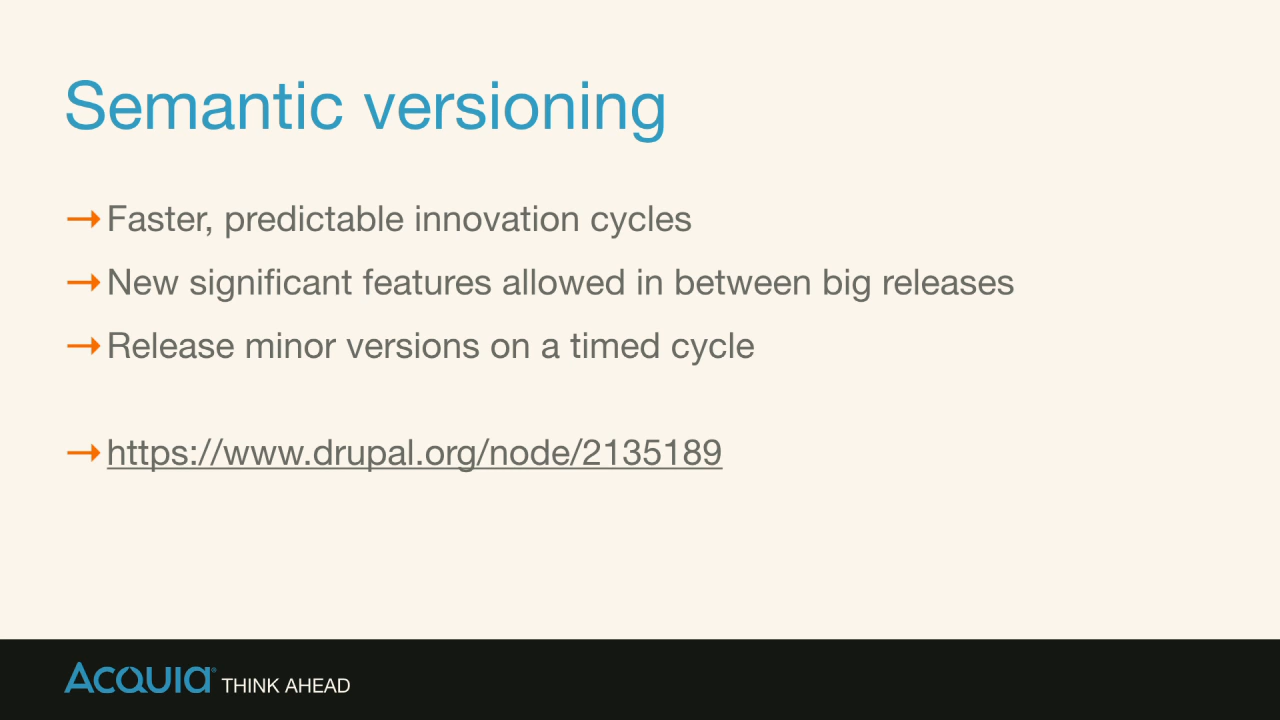 Semantic versioning
→ Faster, predictable innovation cycles
→ New significant features allowed in between big releases
→ Release minor versions on a timed cycle
→ https://www.drupal.org/node/2135189
Acquia® THINK AHEAD